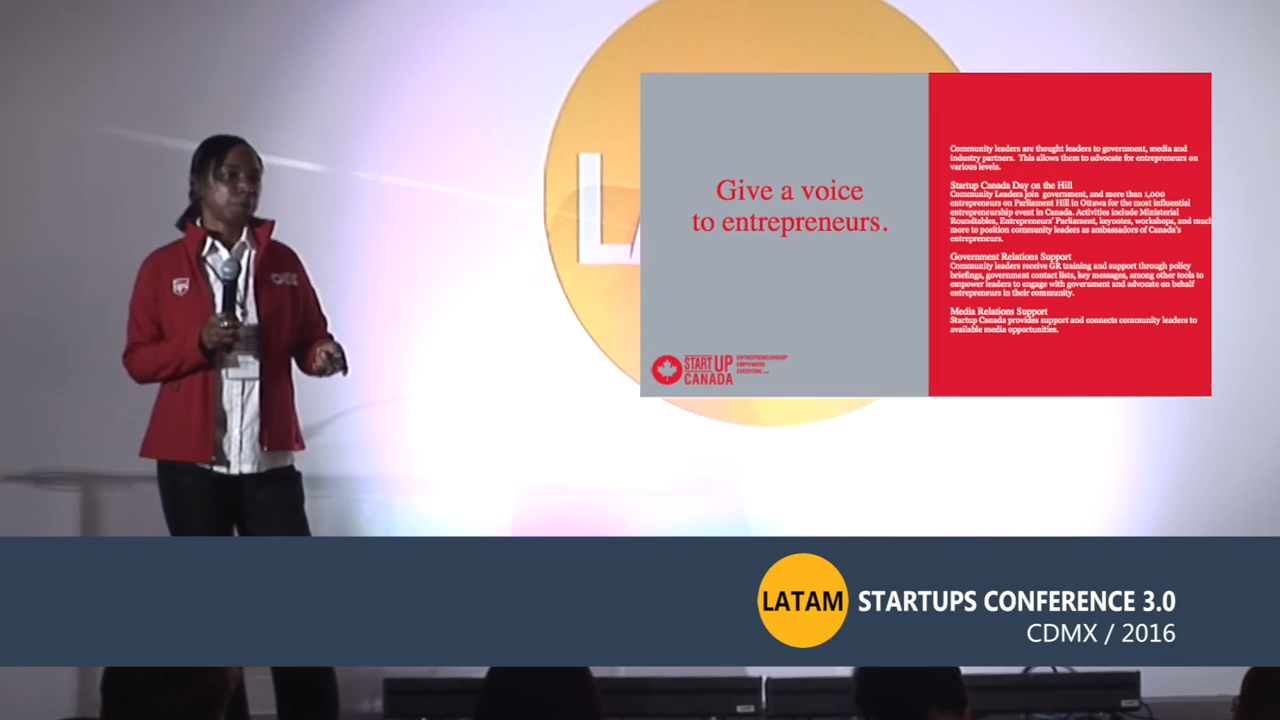 L
Give a voice
to entrepreneurs.
START UP
CANADA
ENTREPRENEURSHIP
EMPOWERS
EVERYONE
Community leaders are thought leaders to government, media and
industry partners. This allows them to advocate for entrepreneurs on
various levels.
Startup Canada Day on the Hill
Community Leaders join government, and more than 1,000
entrepreneurs on Parliament Hill in Ottawa for the most influential
entrepreneurship event in Canada. Activities include Ministerial
Roundtables, Entrepreneurs' Parliament, keynotes, workshops, and much
more to position community leaders as ambassadors of Canada's
entrepreneurs.
Government Relations Support
Community leaders receive GR training and support through policy
briefings, government contact lists, key messages, among other tools to
empower leaders to engage with government and advocate on behalf
entrepreneurs in their community.
Media Relations Support
Startup Canada provides support and connects community leaders to
available media opportunities.
LATAM STARTUPS CONFERENCE 3.0
CDMX / 2016